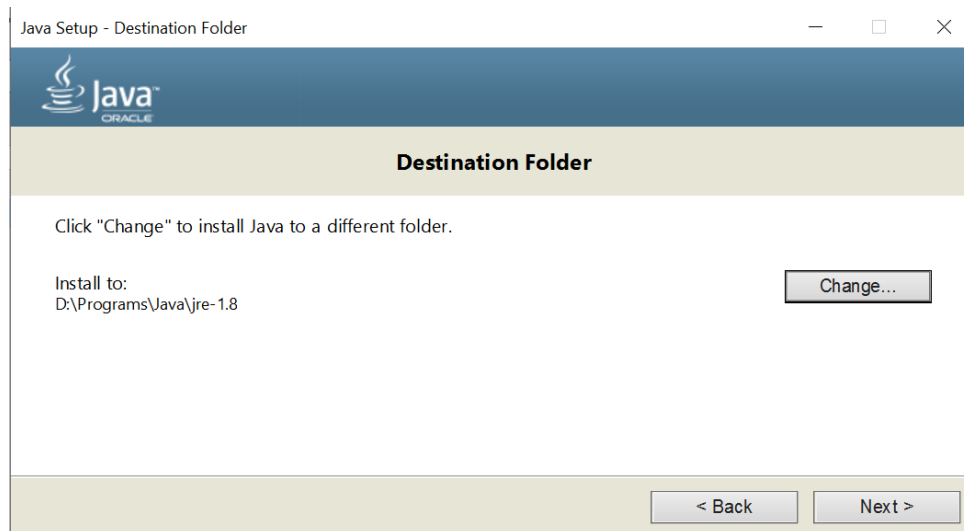 Java Setup - Destination Folder
Java™
ORACLE
Destination Folder
Click "Change" to install Java to a different folder.
Install to:
D:\Programs\Java\jre-1.8
Change...
< Back
Next >